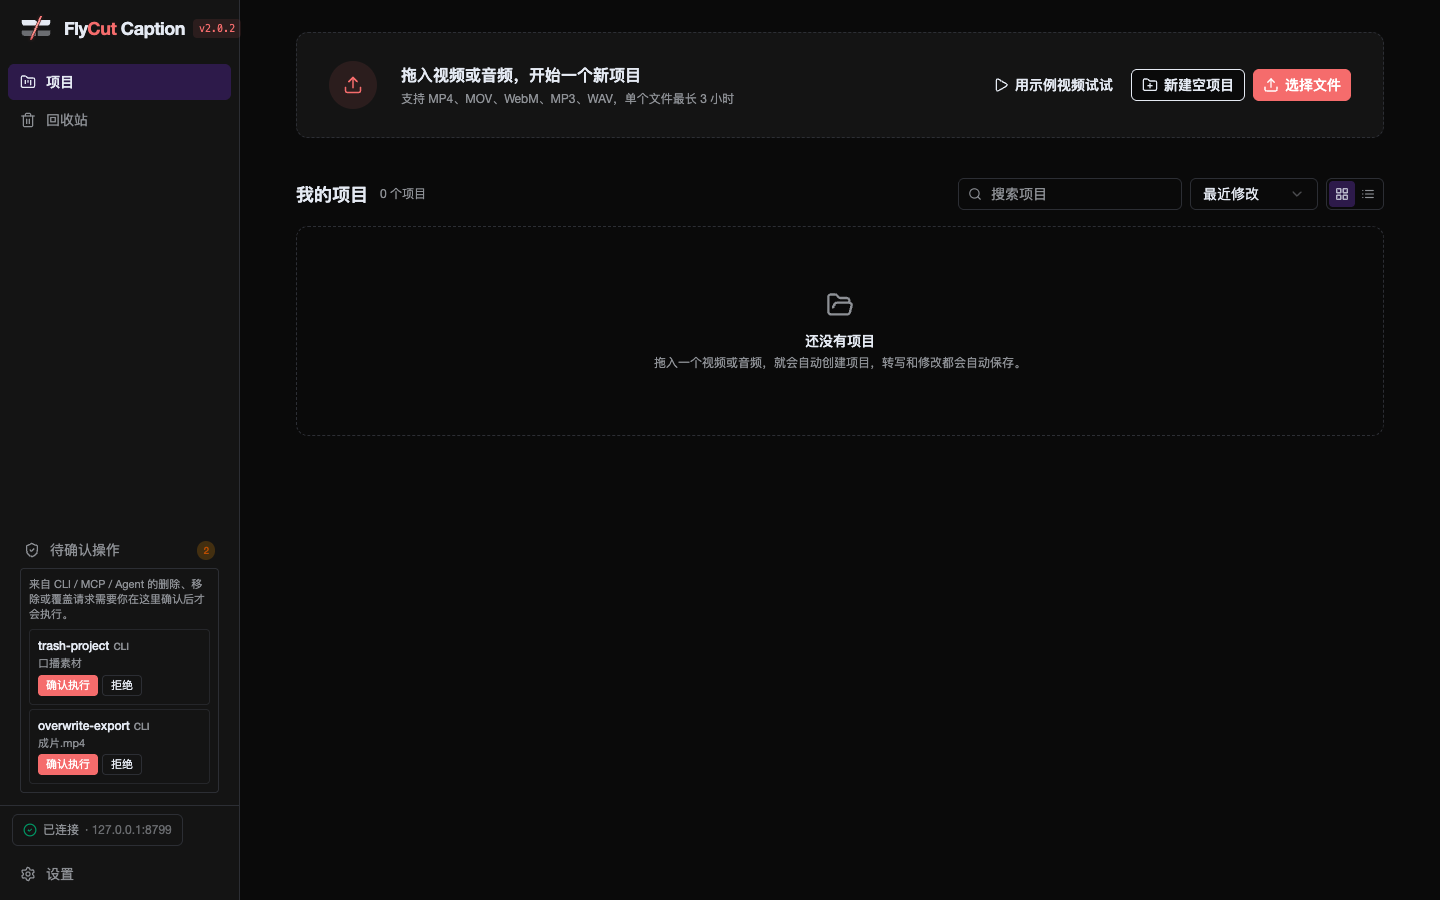 FlyCut Caption v2.0.2
项目
回收站
拖入视频或音频，开始一个新项目
支持 MP4、MOV、WebM、MP3、WAV，单个文件最长 3 小时
用示例视频试试
新建空项目
选择文件
我的项目 0 个项目
搜索项目
最近修改
还没有项目
拖入一个视频或音频，就会自动创建项目，转写和修改都会自动保存。
待确认操作 2
来自 CLI / MCP / Agent 的删除、移
除或覆盖请求需要你在这里确认后才
会执行。
trash-project CLI
口播素材
确认执行 拒绝
overwrite-export CLI
成片.mp4
确认执行 拒绝
已连接 · 127.0.0.1:8799
设置